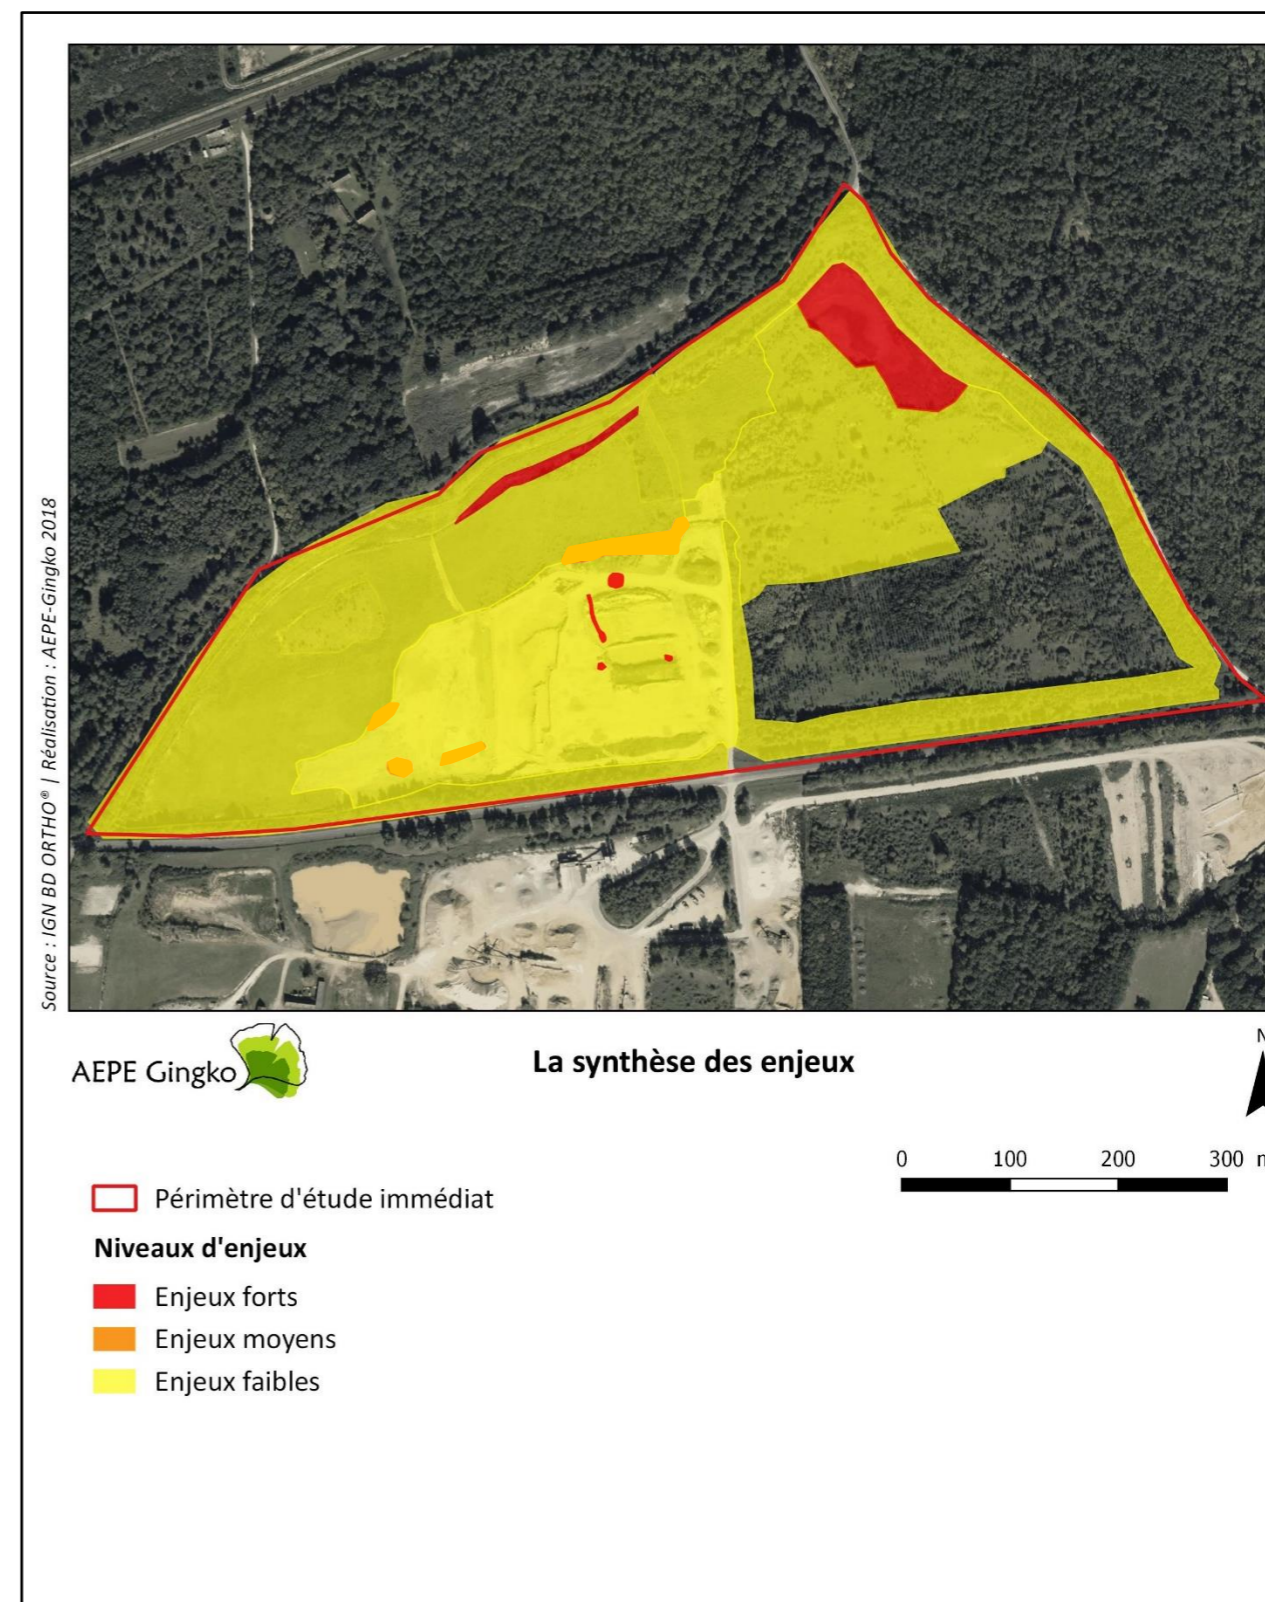 Source : IGN BD ORTHO® | Réalisation : AEPE-Gingko 2018
AEPE Gingko
La synthèse des enjeux
N
0 100 200 300 m
Périmètre d'étude immédiat
Niveaux d'enjeux
Enjeux forts
Enjeux moyens
Enjeux faibles